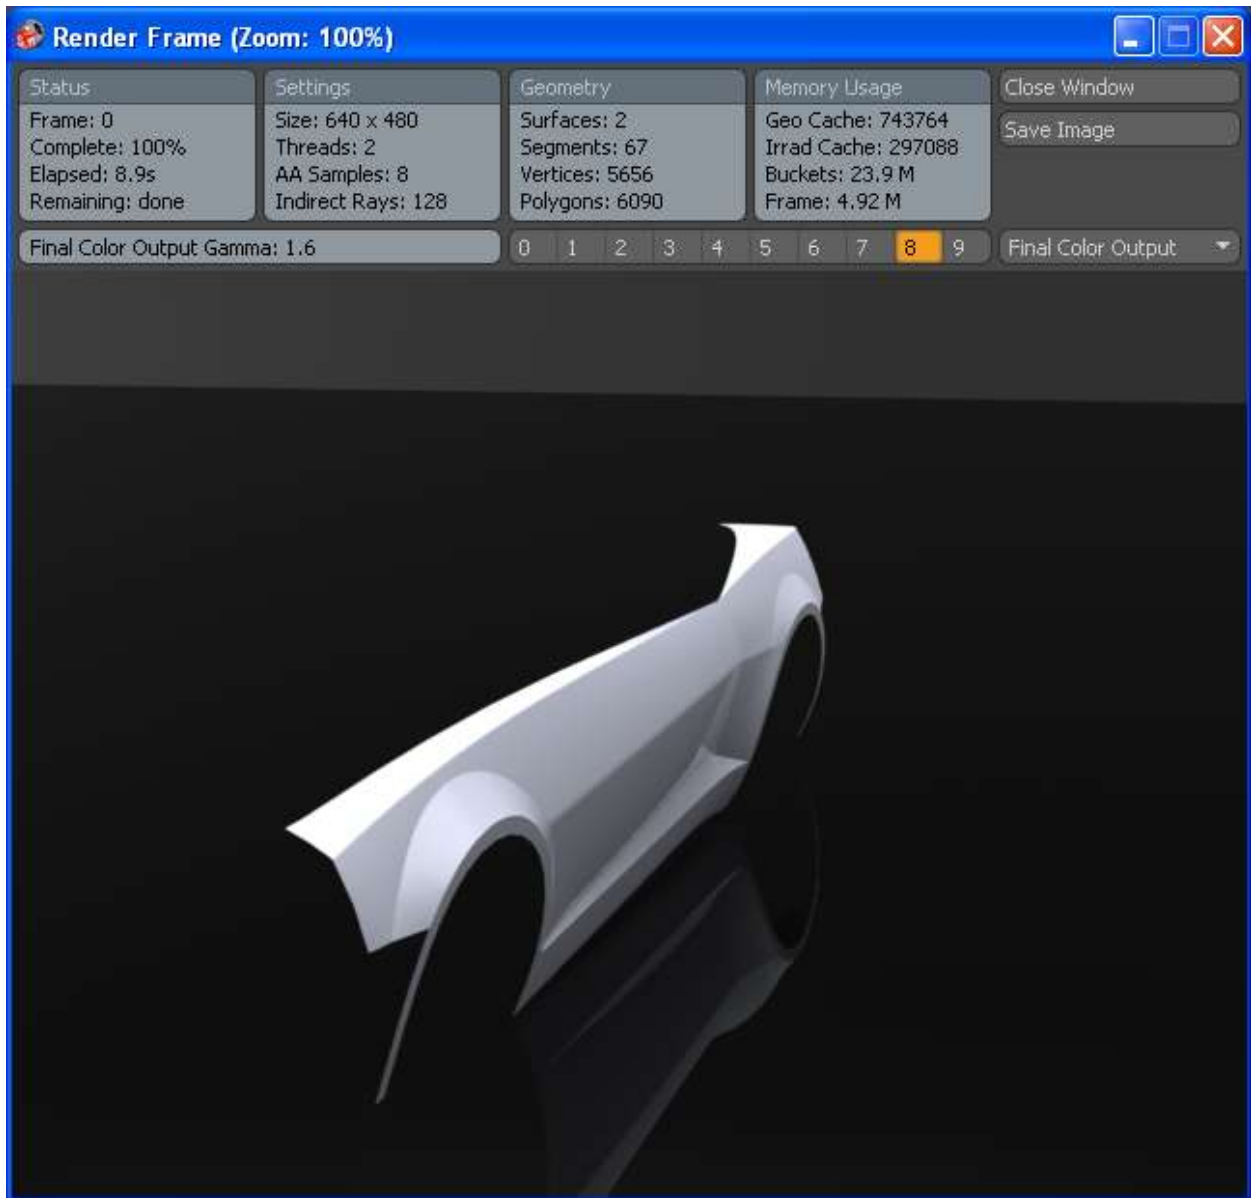 Render Frame (Zoom: 100%)
Status
Frame: 0
Complete: 100%
Elapsed: 8.9s
Remaining: done
Settings
Size: 640 x 480
Threads: 2
AA Samples: 8
Indirect Rays: 128
Geometry
Surfaces: 2
Segments: 67
Vertices: 5656
Polygons: 6090
Memory Usage
Geo Cache: 743764
Irrad Cache: 297088
Buckets: 23.9 M
Frame: 4.92 M
Close Window
Save Image
Final Color Output Gamma: 1.6
0 1 2 3 4 5 6 7 8 9
Final Color Output